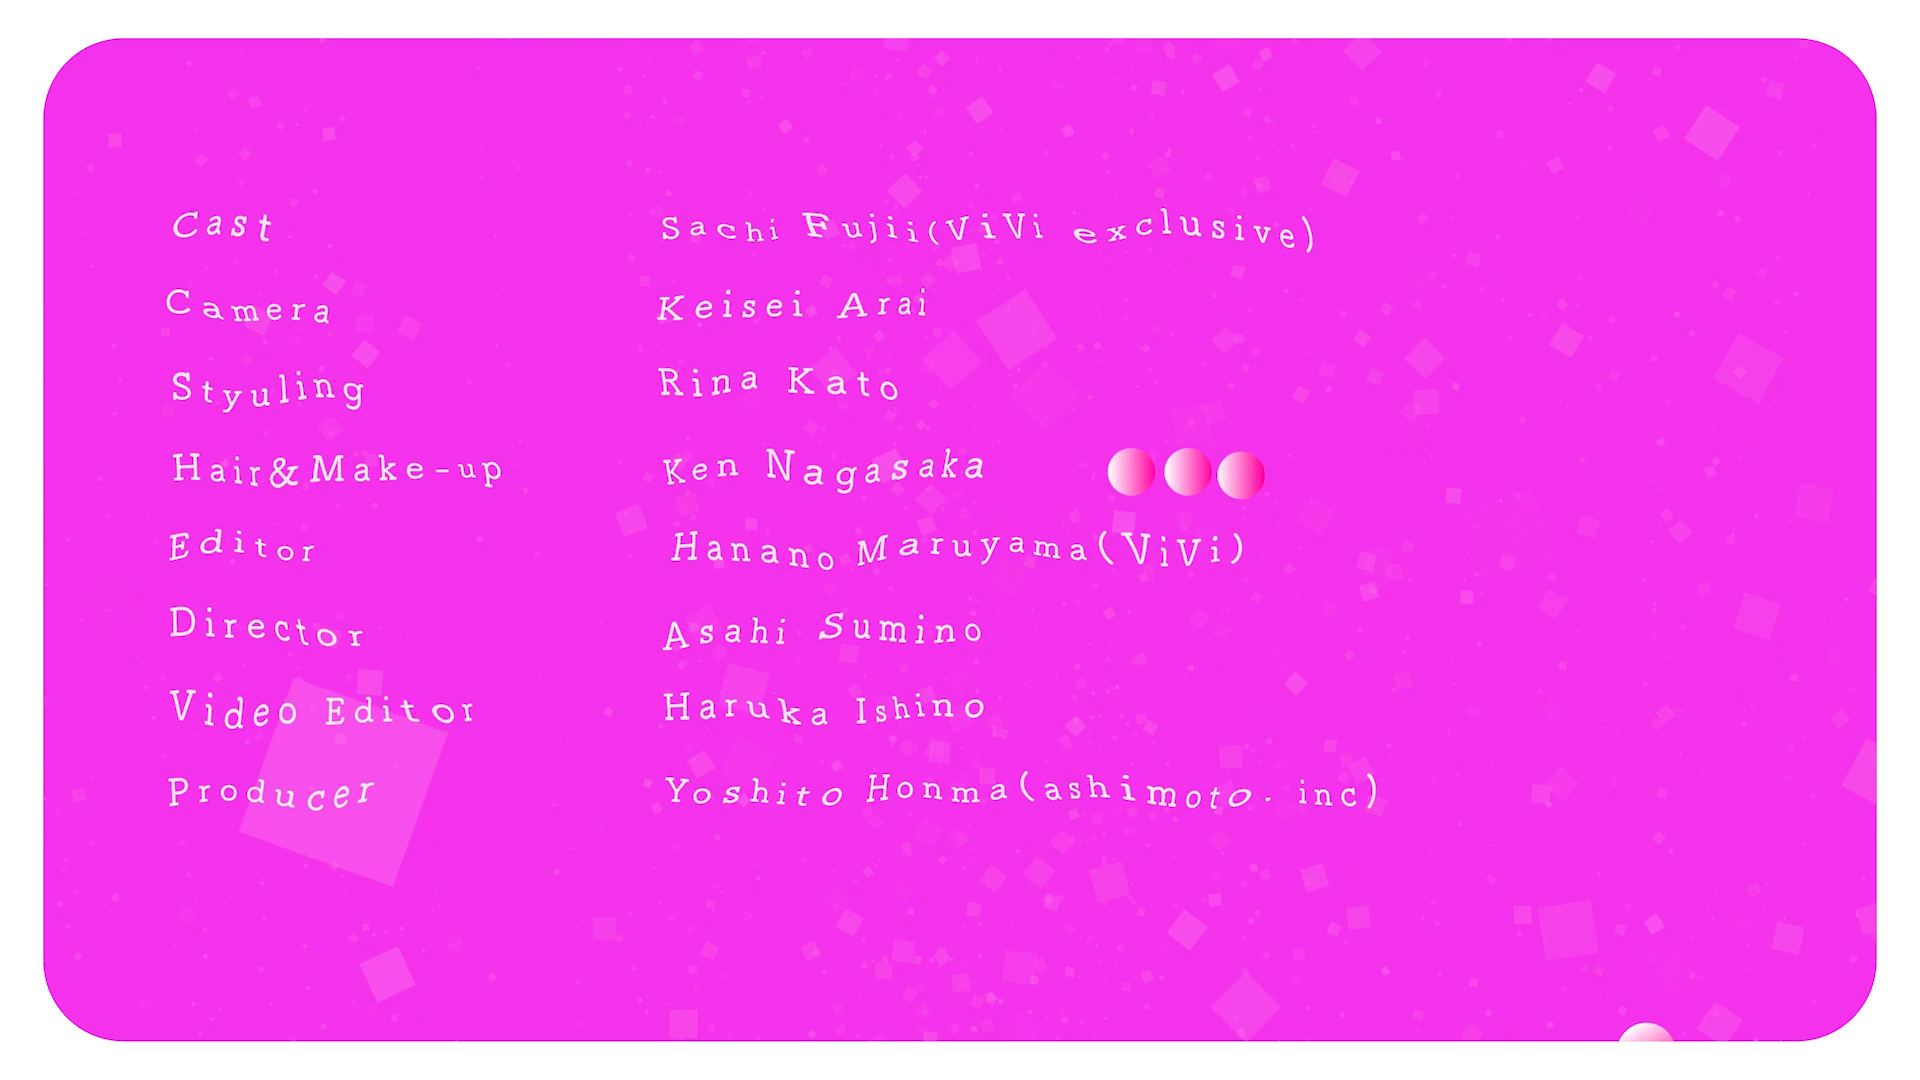 Cast Sachi Fujii(ViVi exclusive)
Camera Keisei Arai
Styuling Rina Kato
Hair&Make-up Ken Nagasaka
Editor Hanano Maruyama(ViVi)
Director Asahi Sumino
Video Editor Haruka Ishino
Producer Yoshito Honma(ashimoto. inc)